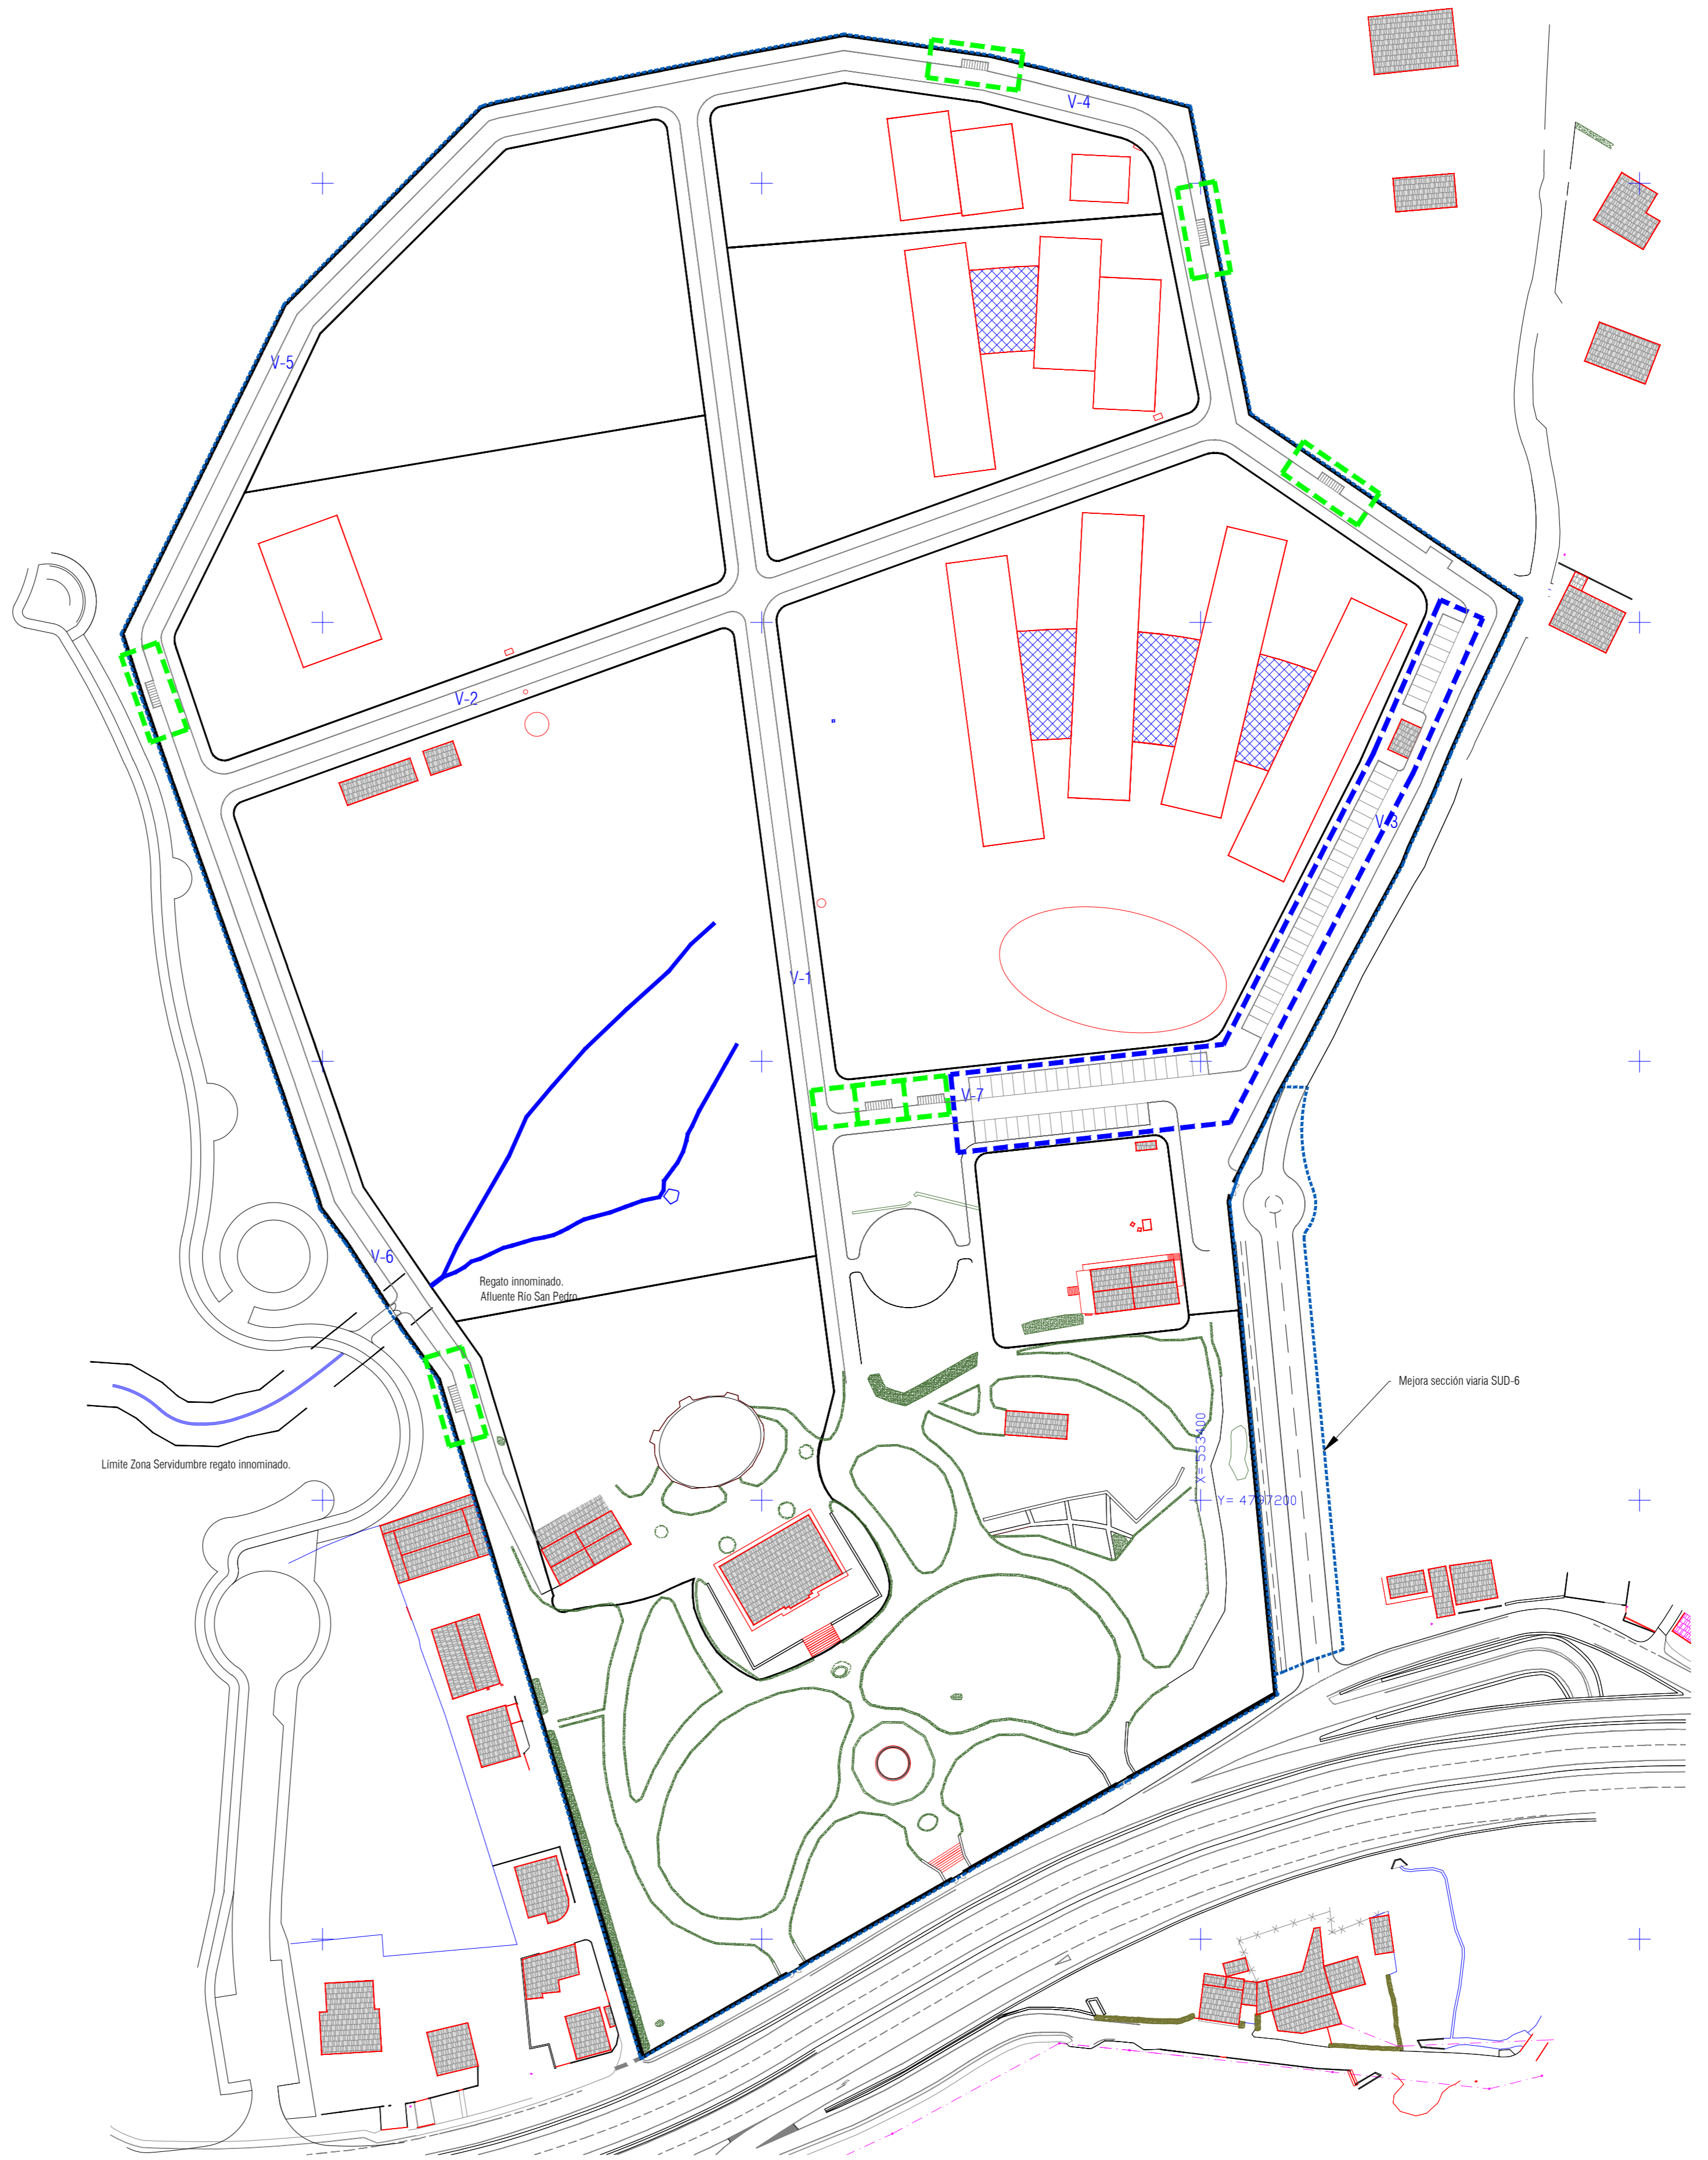 V-4
V-5
V-2
V-3
V-1
V-7
V-6
Regato innominado.
Afluente Rio San Pedro.
Mejora sección viaria SUD-6
X= 553400
Límite Zona Servidumbre regato innominado.
Y= 4797200